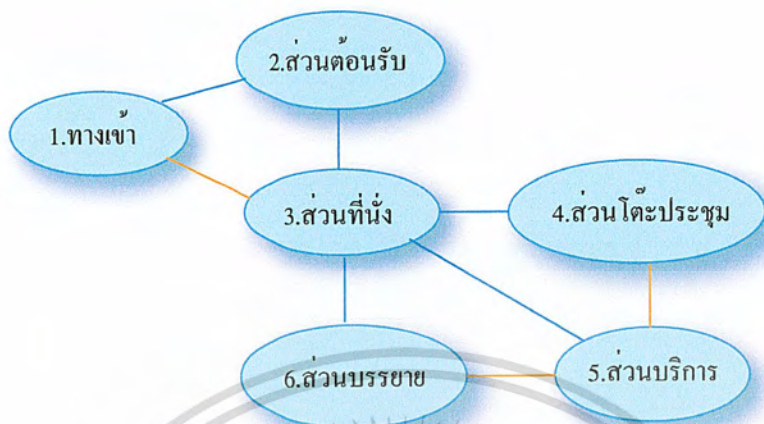 2.ส่วนต้อนรับ
1.ทางเข้า
3.ส่วนที่นั่ง
4.ส่วนโต๊ะประชุม
6.ส่วนบรรยาย
5.ส่วนบริการ